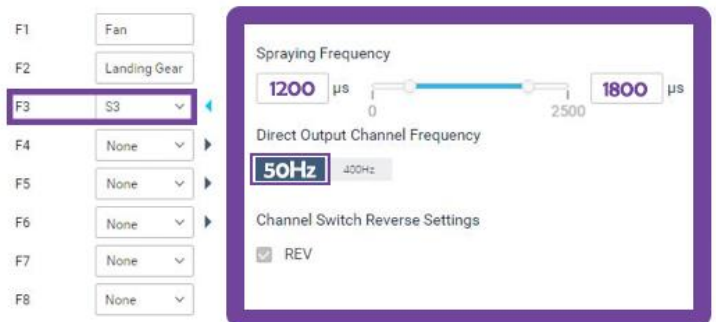 F1 Fan
F2 Landing Gear
F3 S3
F4 None
F5 None
F6 None
F7 None
F8 None
Spraying Frequency
1200 µs 1800 µs
0 2500
Direct Output Channel Frequency
50Hz 400Hz
Channel Switch Reverse Settings
REV